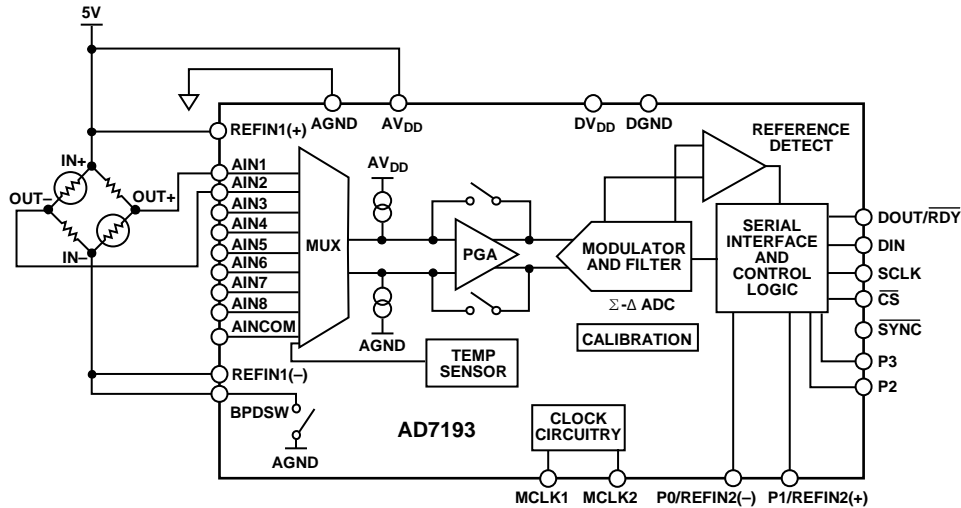 5V
AGND
AVDD
DVDD
DGND
REFERENCE
DETECT
REFIN1(+)
IN+
OUT–
OUT+
IN–
AIN1
AIN2
AIN3
AIN4
AIN5
AIN6
AIN7
AIN8
AINCOM
MUX
AVDD
AGND
PGA
MODULATOR
AND FILTER
Σ-Δ ADC
CALIBRATION
SERIAL
INTERFACE
AND
CONTROL
LOGIC
DOUT/RDY
DIN
SCLK
CS
SYNC
P3
P2
TEMP
SENSOR
REFIN1(–)
BPDSW
AGND
AD7193
CLOCK
CIRCUITRY
MCLK1
MCLK2
P0/REFIN2(–)
P1/REFIN2(+)